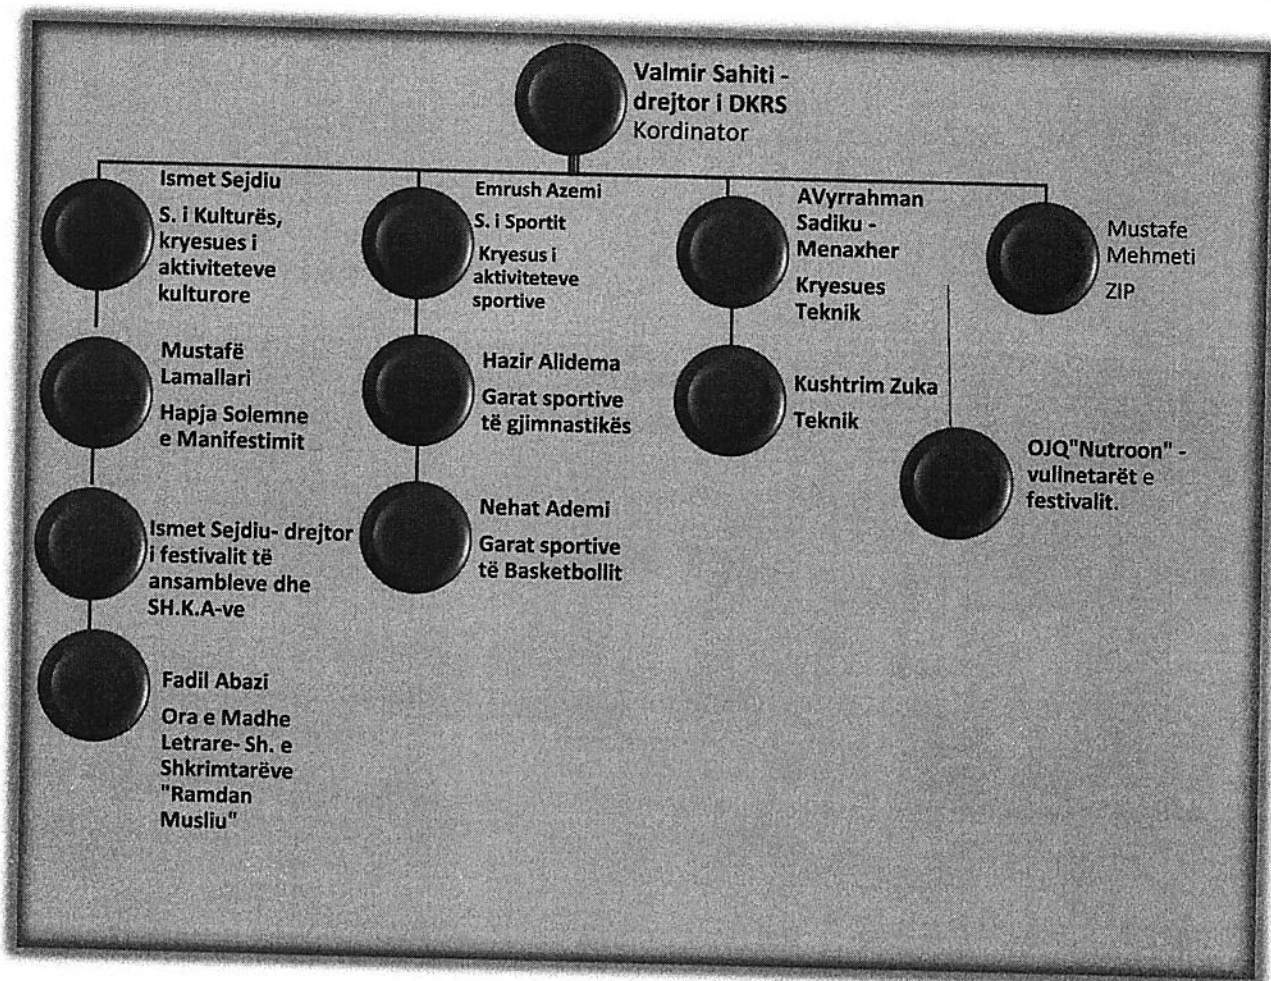 Valmir Sahiti -
drejtor i DKRS
Kordinator
Ismet Sejdiu
S. i Kulturës,
kryesues i
aktiviteteve
kulturore
Mustafë
Lamallari
Hapja Solemne
e Manifestimit
Ismet Sejdiu- drejtor
i festivalit të
ansambleve dhe
SH.K.A-ve
Fadil Abazi
Ora e Madhe
Letrare- Sh. e
Shkrimtarëve
"Ramdan
Musliu"
Emrush Azemi
S. i Sportit
Kryesus i
aktiviteteve
sportive
Hazir Alidema
Garat sportive
të gjimnastikës
Nehat Ademi
Garat sportive
të Basketbollit
AVyrrahman
Sadiku -
Menaxher
Kryesues
Teknik
Kushtrim Zuka
Teknik
Mustafe
Mehmeti
ZIP
OJQ"Nutroon" -
vullnetarët e
festivalit.